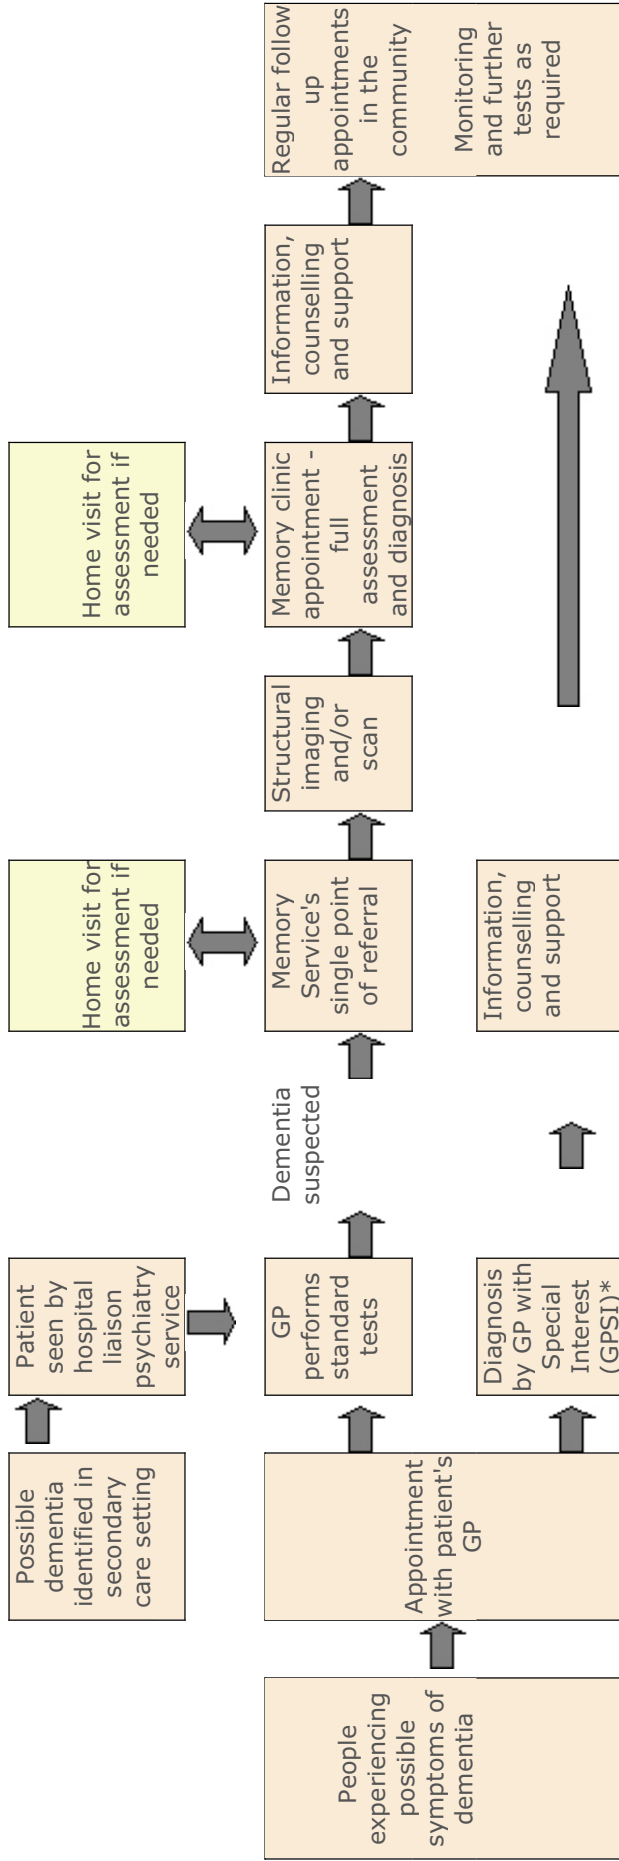 Possible
dementia
identified in
secondary
care setting
Patient
seen by
hospital
liaison
psychiatry
service
Home visit for
assessment if
needed
Home visit for
assessment if
needed
People
experiencing
possible
symptoms of
dementia
Appointment
with patient's
GP
GP
performs
standard
tests
Dementia
suspected
Memory
Service's
single point
of referral
Structural
imaging
and/or
scan
Memory clinic
appointment -
full
assessment
and diagnosis
Information,
counselling
and support
Regular follow
up
appointments
in the
community
Monitoring
and further
tests as
required
Diagnosis
by GP with
Special
Interest
(GPSI)*
Information,
counselling
and support